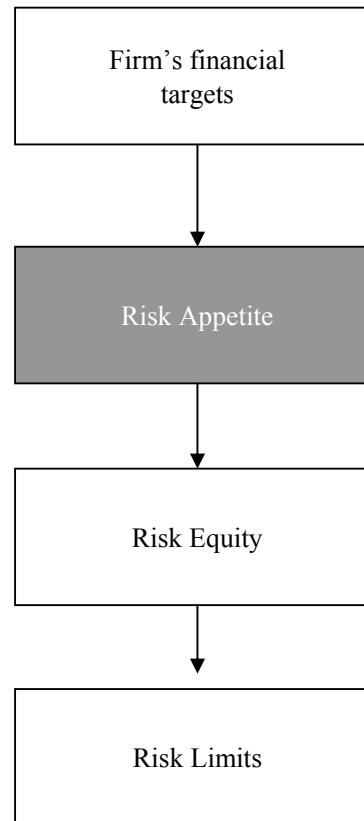 Firm’s financial
targets
Risk Appetite
Risk Equity
Risk Limits